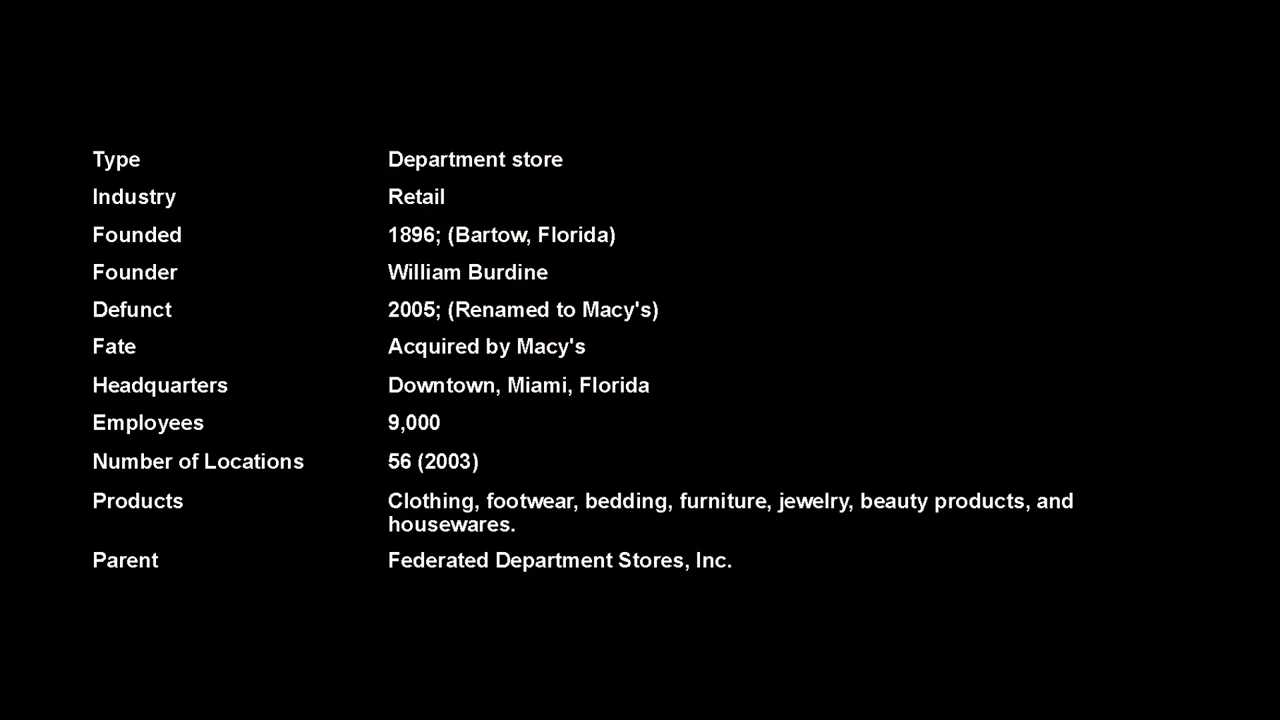 Type Department store
Industry Retail
Founded 1896; (Bartow, Florida)
Founder William Burdine
Defunct 2005; (Renamed to Macy's)
Fate Acquired by Macy's
Headquarters Downtown, Miami, Florida
Employees 9,000
Number of Locations 56 (2003)
Products Clothing, footwear, bedding, furniture, jewelry, beauty products, and
housewares.
Parent Federated Department Stores, Inc.